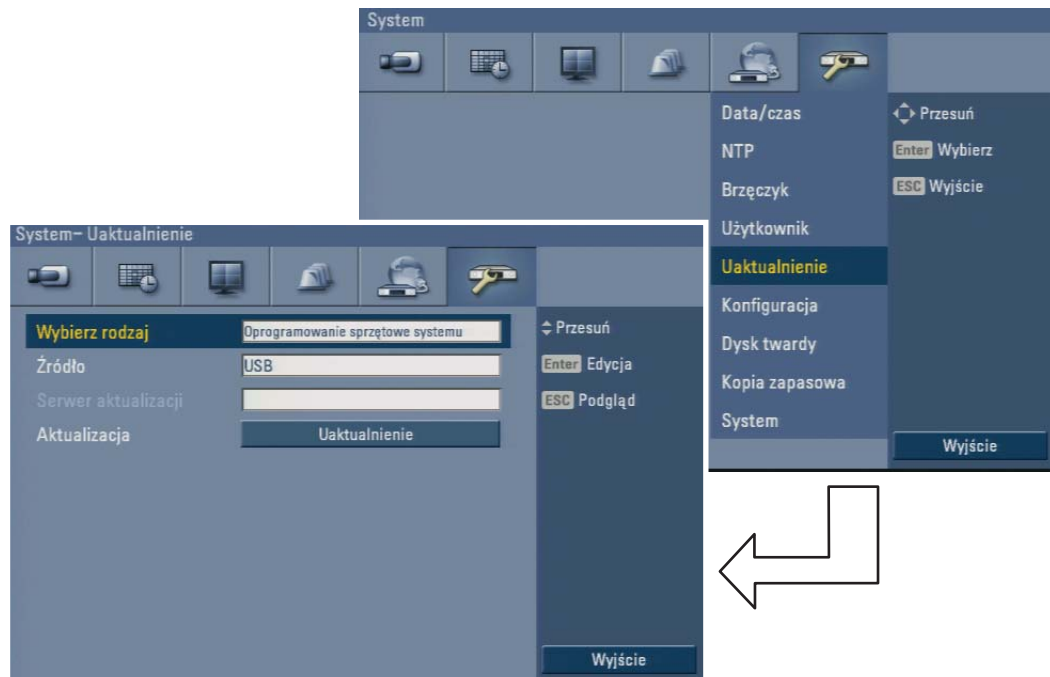 System
Data/czas
NTP
Brzęczyk
Użytkownik
Uaktualnienie
Konfiguracja
Dysk twardy
Kopia zapasowa
System
Przesuń
Enter Wybierz
ESC Wyjście
Wyjście
System– Uaktualnienie
Wybierz rodzaj Oprogramowanie sprzętowe systemu
Źródło USB
Serwer aktualizacji
Aktualizacja Uaktualnienie
Przesuń
Enter Edycja
ESC Podgląd
Wyjście